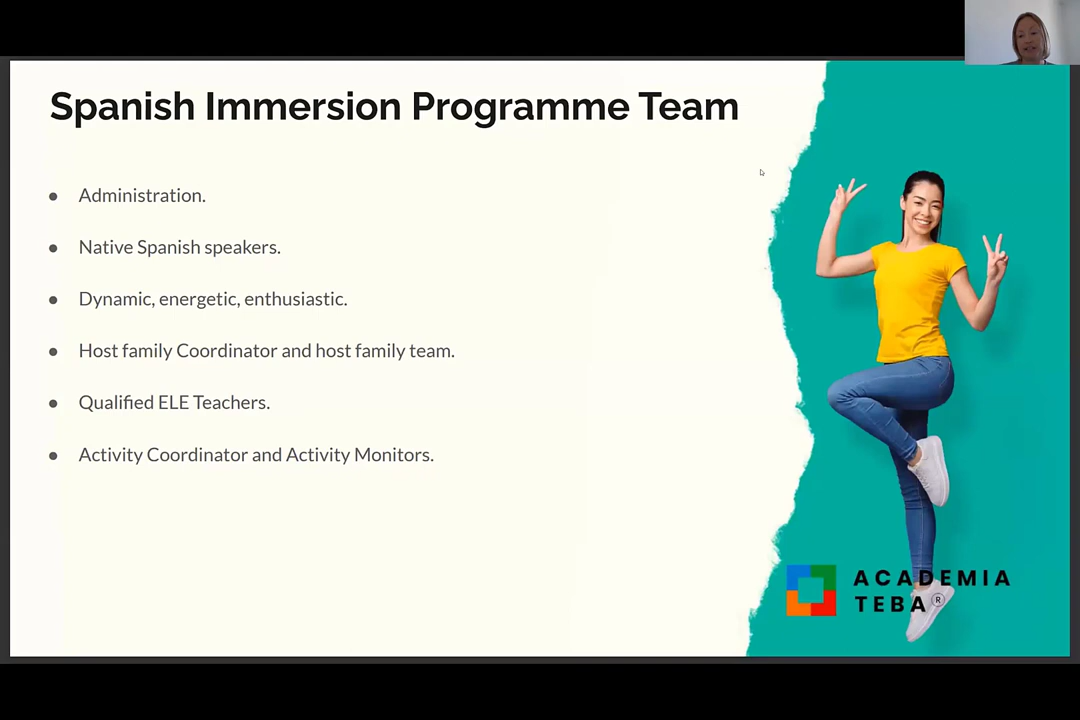 Spanish Immersion Programme Team
● Administration.
● Native Spanish speakers.
● Dynamic, energetic, enthusiastic.
● Host family Coordinator and host family team.
● Qualified ELE Teachers.
● Activity Coordinator and Activity Monitors.
ACADEMIA
TEBA®